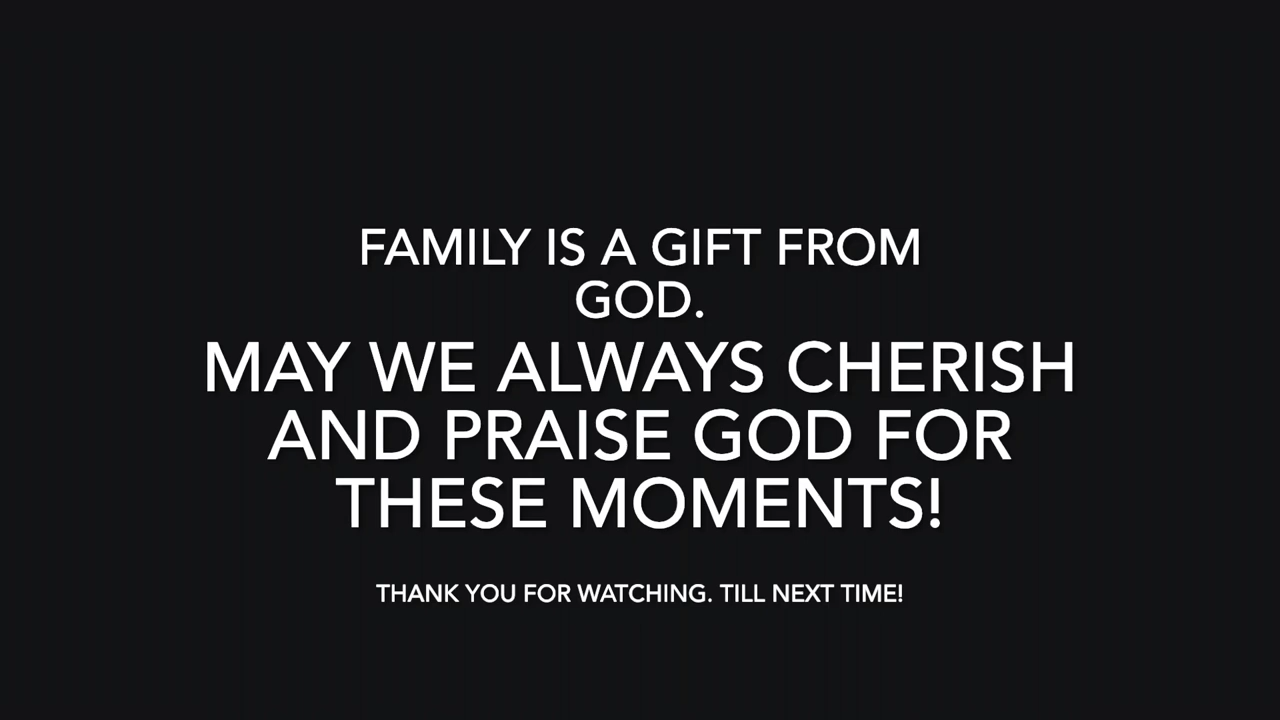 FAMILY IS A GIFT FROM
GOD.
MAY WE ALWAYS CHERISH
AND PRAISE GOD FOR
THESE MOMENTS!
THANK YOU FOR WATCHING. TILL NEXT TIME!